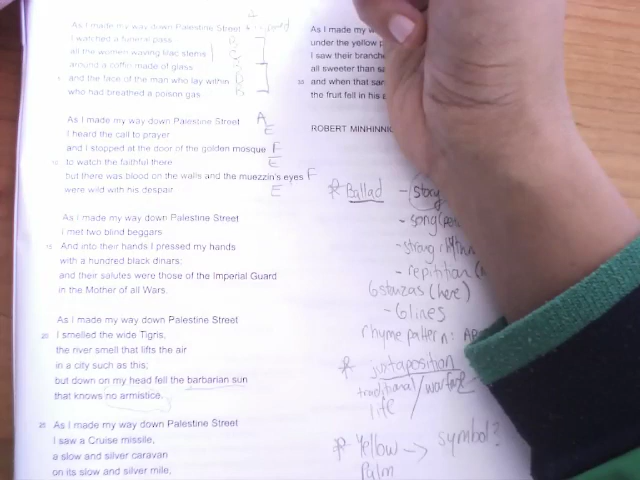 As I made my way down Palestine Street
I watched a funeral pass
all the women waving lilac stems
around a coffin made of glass
and the face of the man who lay within
who had breathed a poison gas.
As I made my way down Palestine Street
I heard the call to prayer
and I stopped at the door of the golden mosque
10 to watch the faithful there
but there was blood on the walls and the muezzin's eyes
were wild with his despair.
A
E
F
E
F
E
As I made my way down Palestine Street
I met two blind beggars
15 And into their hands I pressed my hands
with a hundred black dinars;
and their salutes were those of the Imperial Guard
in the Mother of all Wars.
As I made my way down Palestine Street
20 I smelled the wide Tigris,
the river smell that lifts the air
in a city such as this;
but down on my head fell the barbarian sun
that knows no armistice.
25 As I made my way down Palestine Street
I saw a Cruise missile,
a slow and silver caravan
on its slow and silver mile,
As I made my
under the yellow
I saw their
all sweeter than
and when that
the fruit fell in his
ROBERT
* Ballad - story
- song
- strong rhythm
- repitition
6 stanzas (here)
- 6 lines
rhyme pattern:
* juxtaposition
traditional / warfare
life
* Yellow → symbol?
Palm